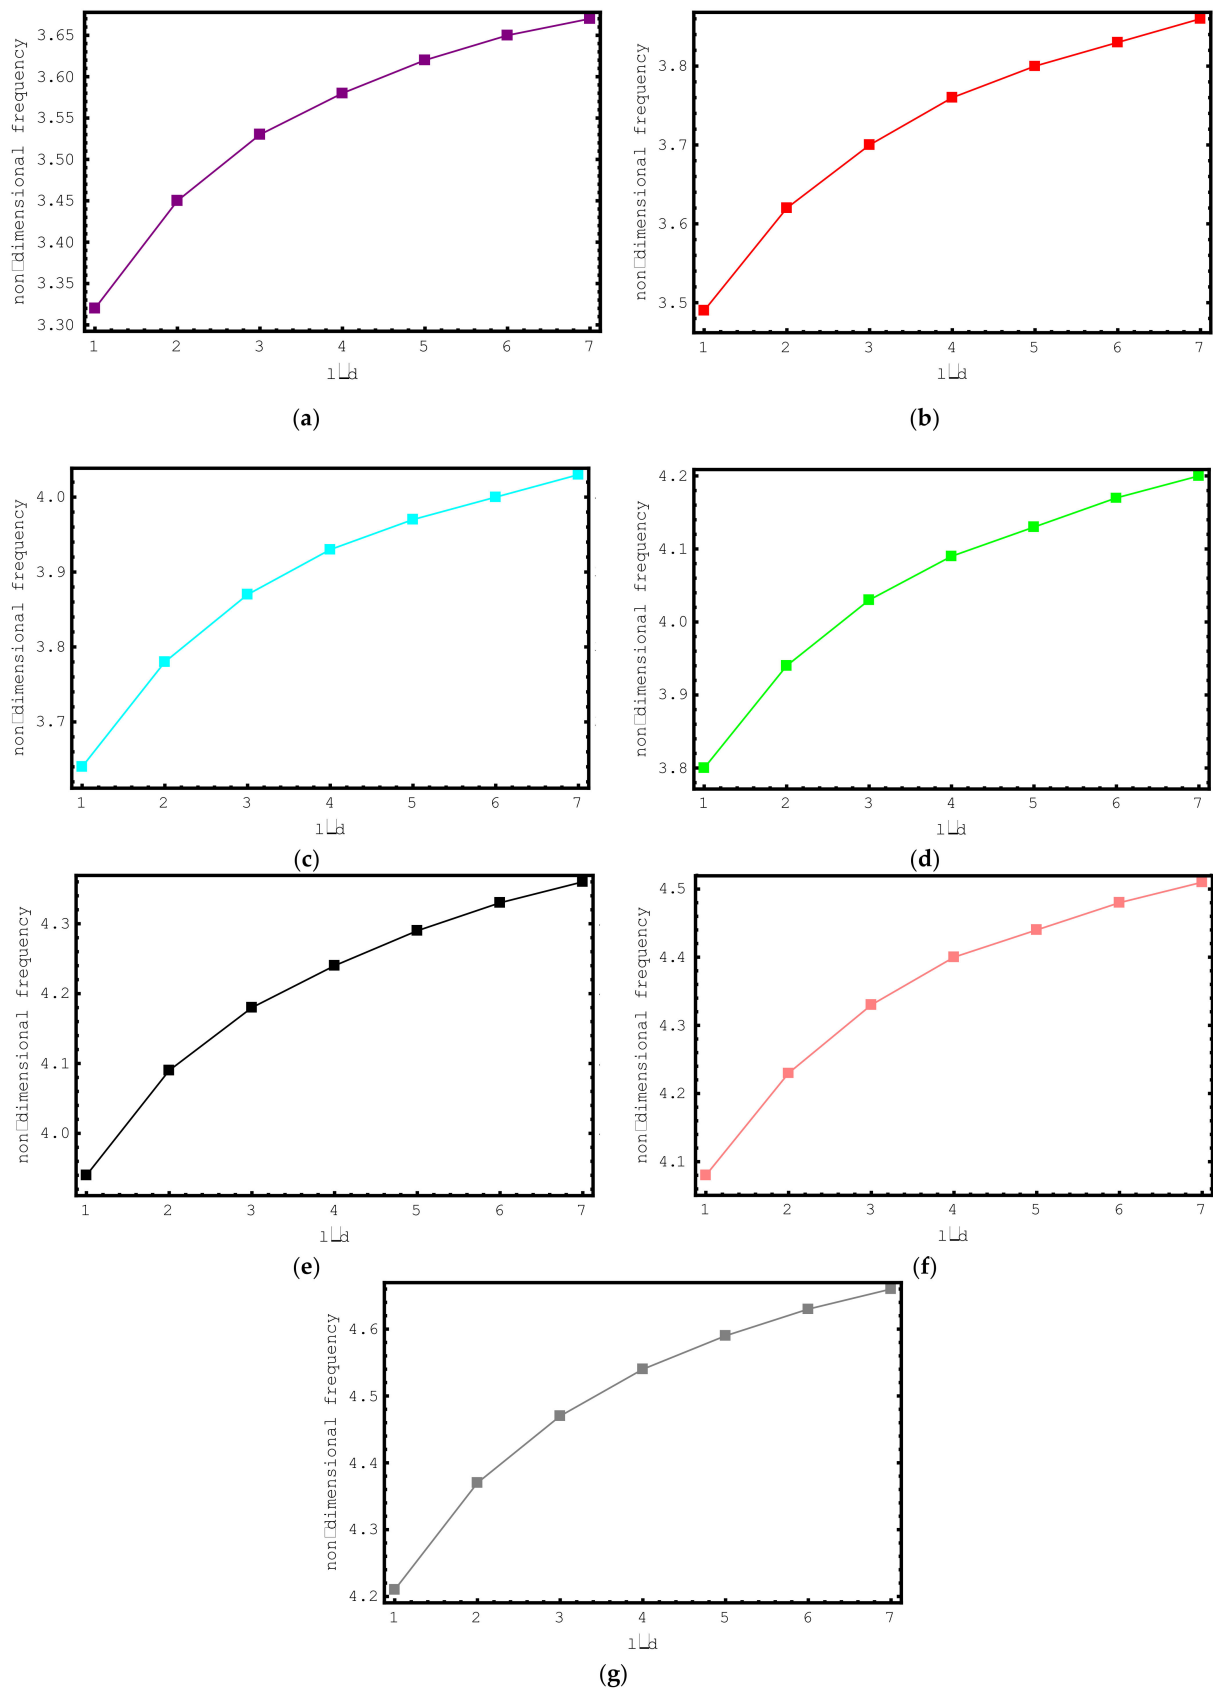 non□dimensional frequency
3.65
3.60
3.55
3.50
3.45
3.40
3.35
3.30
1 2 3 4 5 6 7
l□d
(a)
non□dimensional frequency
3.8
3.7
3.6
3.5
1 2 3 4 5 6 7
l□d
(b)
non□dimensional frequency
4.0
3.9
3.8
3.7
1 2 3 4 5 6 7
l□d
(c)
non□dimensional frequency
4.2
4.1
4.0
3.9
3.8
1 2 3 4 5 6 7
l□d
(d)
non□dimensional frequency
4.3
4.2
4.1
4.0
1 2 3 4 5 6 7
l□d
(e)
non□dimensional frequency
4.5
4.4
4.3
4.2
4.1
1 2 3 4 5 6 7
l□d
(f)
non□dimensional frequency
4.6
4.5
4.4
4.3
4.2
1 2 3 4 5 6 7
l□d
(g)